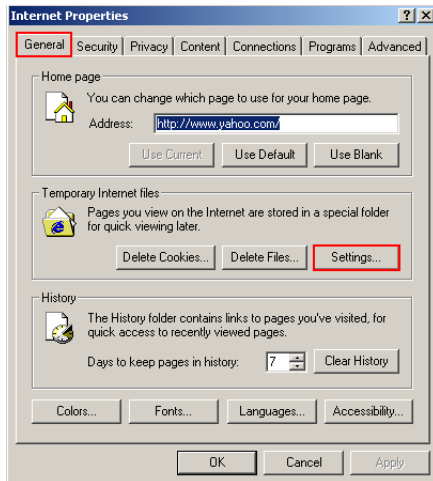 Internet Properties
General Security Privacy Content Connections Programs Advanced
Home page
You can change which page to use for your home page.
Address: http://www.yahoo.com/
Use Current Use Default Use Blank
Temporary Internet files
Pages you view on the Internet are stored in a special folder
for quick viewing later.
Delete Cookies... Delete Files... Settings...
History
The History folder contains links to pages you've visited, for
quick access to recently viewed pages.
Days to keep pages in history: 7 Clear History
Colors... Fonts... Languages... Accessibility...
OK Cancel Apply